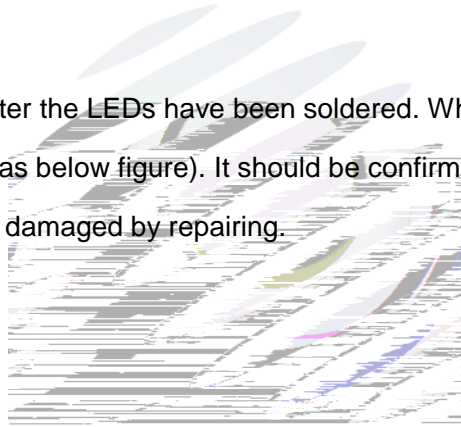 ter the LEDs have been soldered. Wh
as below figure). It should be confirm
damaged by repairing.